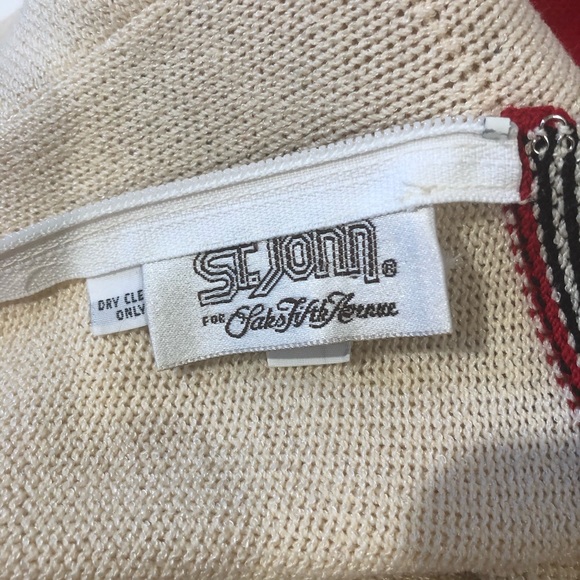 St. John. ®
FOR Saks Fifth Avenue
DRY CLE
ONLY